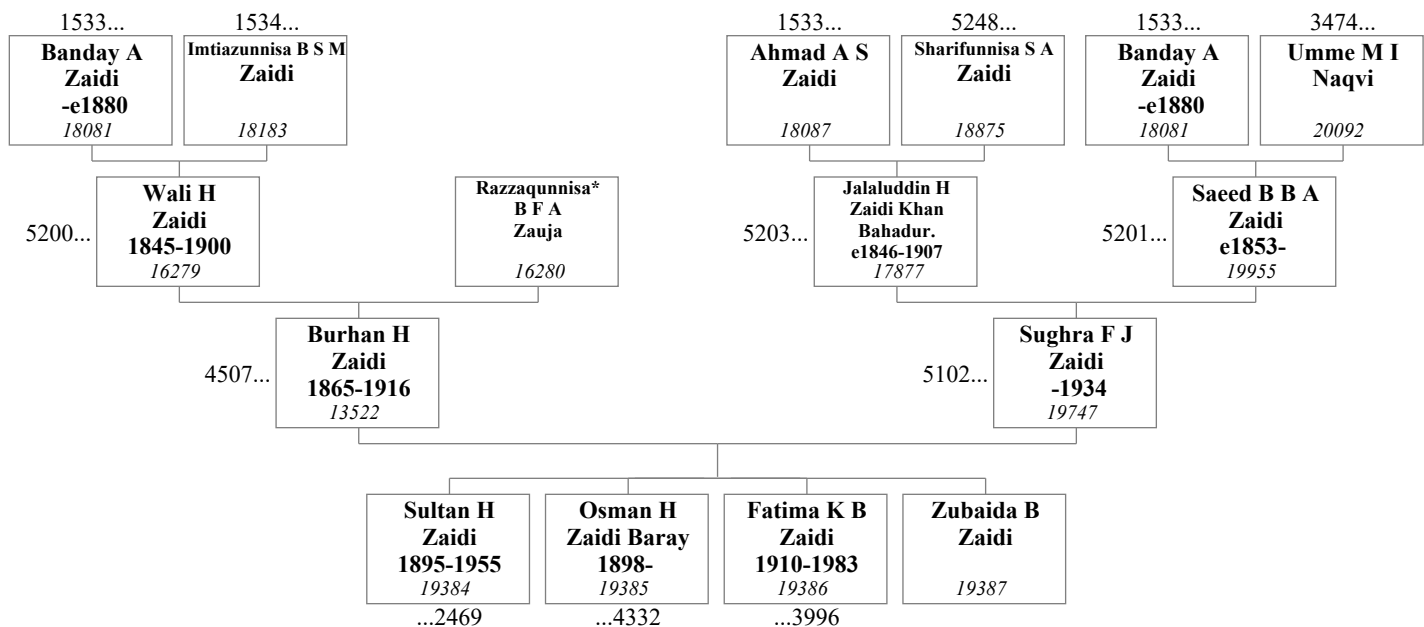 1533...
1534...
1533...
5248...
1533...
3474...
Banday A
Zaidi
-e1880
18081
Imtiazunnisa B S M
Zaidi
18183
Ahmad A S
Zaidi
18087
Sharifunnisa S A
Zaidi
18875
Banday A
Zaidi
-e1880
18081
Umme M I
Naqvi
20092
5200...
Wali H
Zaidi
1845-1900
16279
Razzaqunnisa*
B F A
Zauja
16280
5203...
Jalaluddin H
Zaidi Khan
Bahadur.
e1846-1907
17877
5201...
Saeed B B A
Zaidi
e1853-
19955
4507...
Burhan H
Zaidi
1865-1916
13522
5102...
Sughra F J
Zaidi
-1934
19747
Sultan H
Zaidi
1895-1955
19384
...2469
Osman H
Zaidi Baray
1898-
19385
...4332
Fatima K B
Zaidi
1910-1983
19386
...3996
Zubaida B
Zaidi
19387